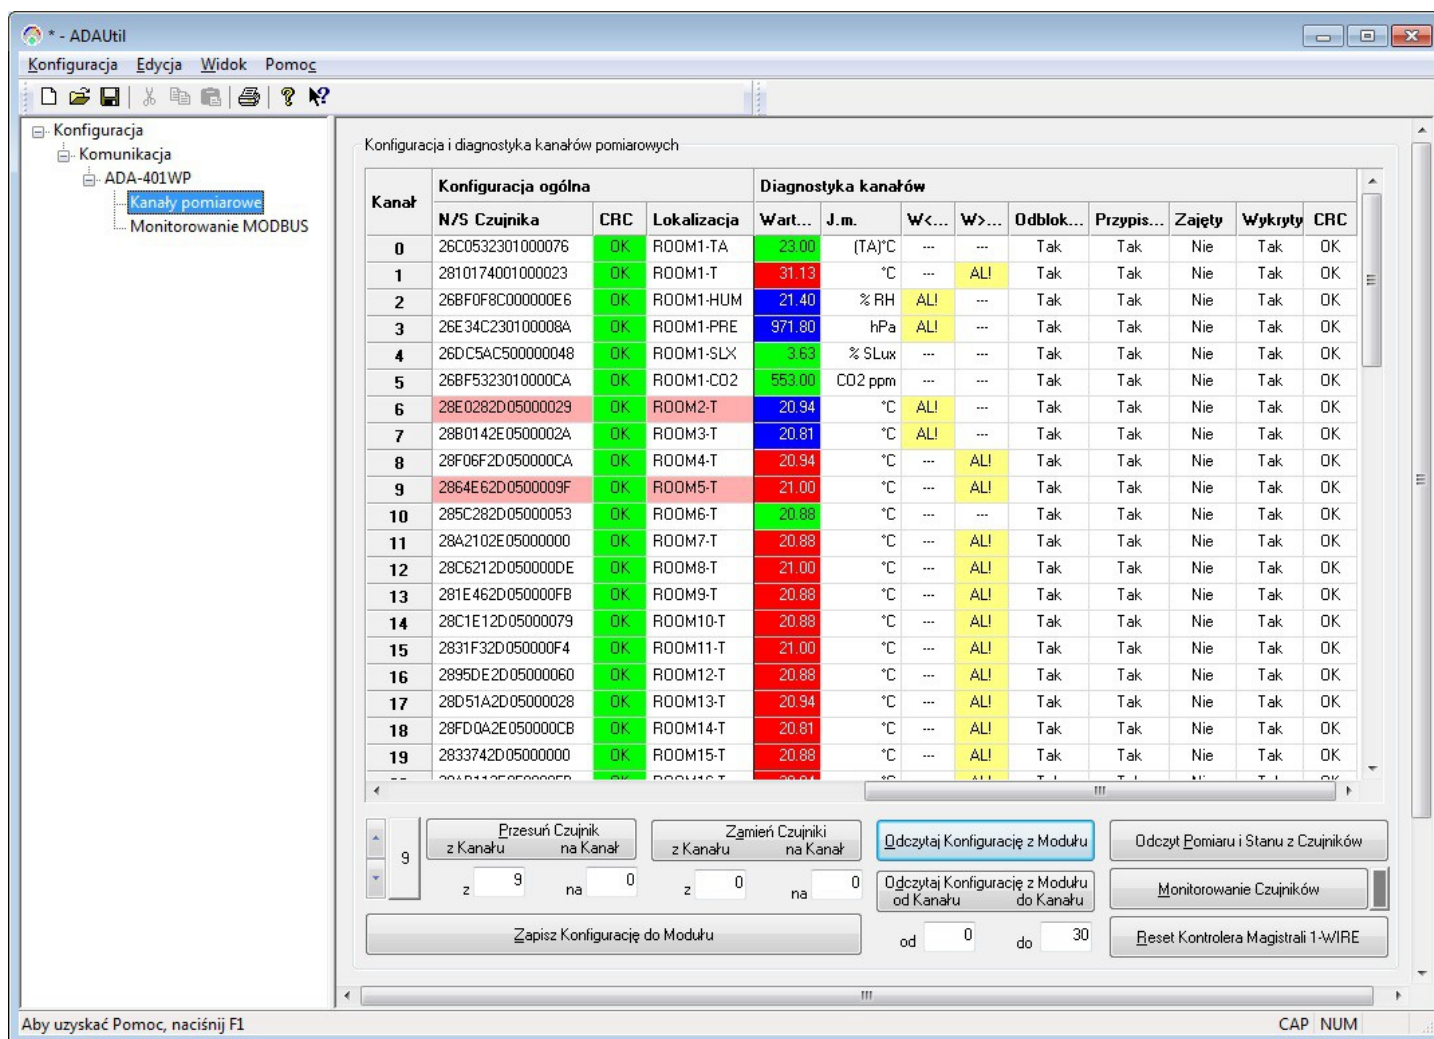 * - ADAUtil
Konfiguracja Edycja Widok Pomoc
Konfiguracja
Komunikacja
ADA-401WP
Kanały pomiarowe
Monitorowanie MODBUS
Konfiguracja i diagnostyka kanałów pomiarowych
Kanał Konfiguracja ogólna Diagnostyka kanałów
N/S Czujnika CRC Lokalizacja Wart... J.m. W<... W>... Odblok... Przypis... Zajęty Wykryty CRC
0 26C0532301000076 OK ROOM1-TA 23.00 (TA)°C --- --- Tak Tak Nie Tak OK
1 2810174001000023 OK ROOM1-T 31.13 °C --- AL! Tak Tak Nie Tak OK
2 26BF0F8C000000E6 OK ROOM1-HUM 21.40 % RH AL! --- Tak Tak Nie Tak OK
3 26E34C230100008A OK ROOM1-PRE 971.80 hPa AL! --- Tak Tak Nie Tak OK
4 26DC5AC500000048 OK ROOM1-SLX 3.63 % SLux --- --- Tak Tak Nie Tak OK
5 26BF5323010000CA OK ROOM1-CO2 553.00 CO2 ppm --- --- Tak Tak Nie Tak OK
6 28E0282D05000029 OK ROOM2-T 20.94 °C AL! --- Tak Tak Nie Tak OK
7 28B0142E0500002A OK ROOM3-T 20.81 °C AL! --- Tak Tak Nie Tak OK
8 28F06F2D050000CA OK ROOM4-T 20.94 °C --- AL! Tak Tak Nie Tak OK
9 2864E62D0500009F OK ROOM5-T 21.00 °C --- AL! Tak Tak Nie Tak OK
10 285C282D05000053 OK ROOM6-T 20.88 °C --- --- Tak Tak Nie Tak OK
11 28A2102E05000000 OK ROOM7-T 20.88 °C --- AL! Tak Tak Nie Tak OK
12 28C6212D050000DE OK ROOM8-T 21.00 °C --- AL! Tak Tak Nie Tak OK
13 281E462D050000FB OK ROOM9-T 20.88 °C --- AL! Tak Tak Nie Tak OK
14 28C1E12D05000079 OK ROOM10-T 20.88 °C --- AL! Tak Tak Nie Tak OK
15 2831F32D050000F4 OK ROOM11-T 21.00 °C --- AL! Tak Tak Nie Tak OK
16 2895DE2D05000060 OK ROOM12-T 20.88 °C --- AL! Tak Tak Nie Tak OK
17 28D51A2D05000028 OK ROOM13-T 20.94 °C --- AL! Tak Tak Nie Tak OK
18 28FD0A2E050000CB OK ROOM14-T 20.81 °C --- AL! Tak Tak Nie Tak OK
19 2833742D05000000 OK ROOM15-T 20.88 °C --- AL! Tak Tak Nie Tak OK
9
Przesuń Czujnik
z Kanału na Kanał
z 9 na 0
Zamień Czujniki
z Kanału na Kanał
z 0 na 0
Zapisz Konfigurację do Modułu
Odczytaj Konfigurację z Modułu
Odczytaj Konfigurację z Modułu
od Kanału do Kanału
od 0 do 30
Odczyt Pomiaru i Stanu z Czujników
Monitorowanie Czujników
Reset Kontrolera Magistrali 1-WIRE
Aby uzyskać Pomoc, naciśnij F1
CAP NUM